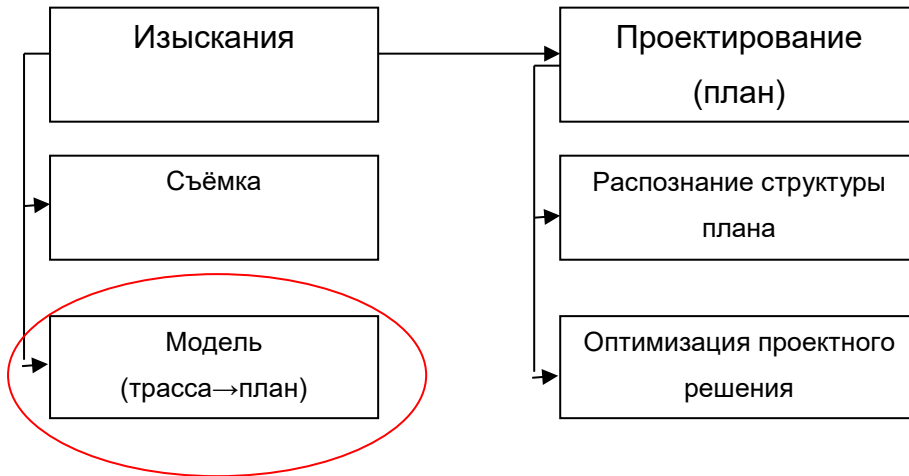 Изыскания
Проектирование
(план)
Съёмка
Распознание структуры
плана
Модель
(трасса→план)
Оптимизация проектного
решения